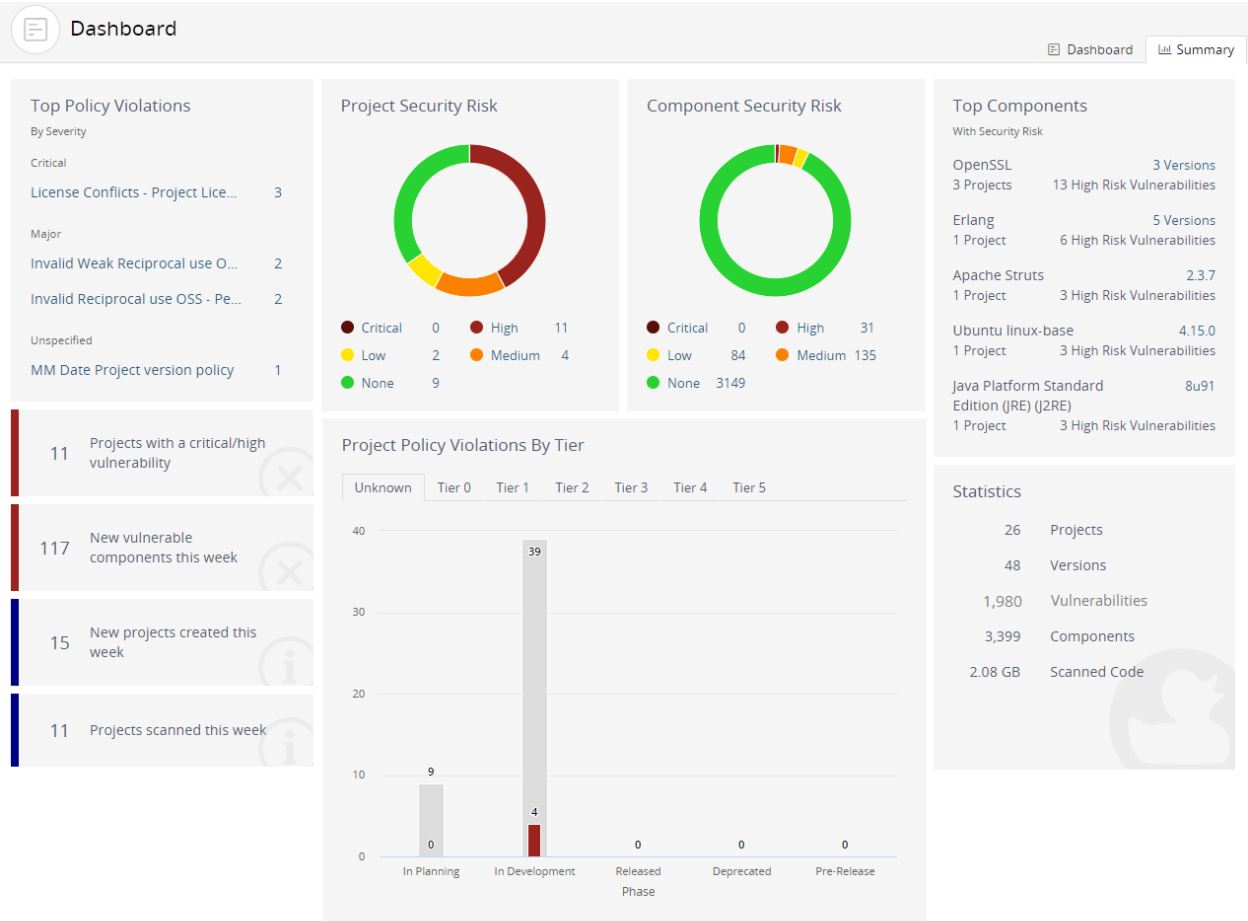 Dashboard
Dashboard
Summary
Top Policy Violations
By Severity
Critical
License Conflicts - Project Lice... 3
Major
Invalid Weak Reciprocal use O... 2
Invalid Reciprocal use OSS - Pe... 2
Unspecified
MM Date Project version policy 1
11 Projects with a critical/high
vulnerability
117 New vulnerable
components this week
15 New projects created this
week
11 Projects scanned this week
Project Security Risk
Critical 0 High 11
Low 2 Medium 4
None 9
Component Security Risk
Critical 0 High 31
Low 84 Medium 135
None 3149
Project Policy Violations By Tier
Unknown Tier 0 Tier 1 Tier 2 Tier 3 Tier 4 Tier 5
40
39
30
20
10
9
4
0 0 0 0
0
In Planning In Development Released Deprecated Pre-Release
Phase
Top Components
With Security Risk
OpenSSL 3 Versions
3 Projects 13 High Risk Vulnerabilities
Erlang 5 Versions
1 Project 6 High Risk Vulnerabilities
Apache Struts 2.3.7
1 Project 3 High Risk Vulnerabilities
Ubuntu linux-base 4.15.0
1 Project 3 High Risk Vulnerabilities
Java Platform Standard 8u91
Edition (JRE) (J2RE)
1 Project 3 High Risk Vulnerabilities
Statistics
26 Projects
48 Versions
1,980 Vulnerabilities
3,399 Components
2.08 GB Scanned Code